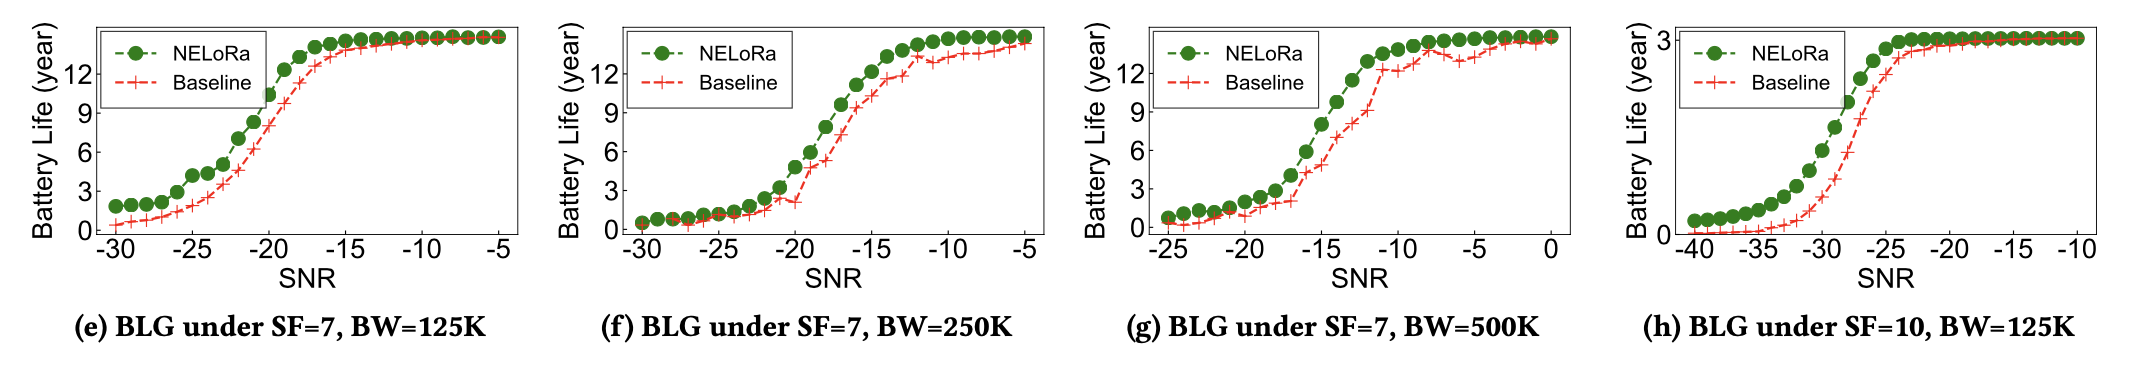 Battery Life (year)
NELoRa
Baseline
12
9
6
3
0
-30 -25 -20 -15 -10 -5
SNR
(e) BLG under SF=7, BW=125K
Battery Life (year)
NELoRa
Baseline
12
9
6
3
0
-30 -25 -20 -15 -10 -5
SNR
(f) BLG under SF=7, BW=250K
Battery Life (year)
NELoRa
Baseline
12
9
6
3
0
-25 -20 -15 -10 -5 0
SNR
(g) BLG under SF=7, BW=500K
Battery Life (year)
NELoRa
Baseline
3
0
-40 -35 -30 -25 -20 -15 -10
SNR
(h) BLG under SF=10, BW=125K